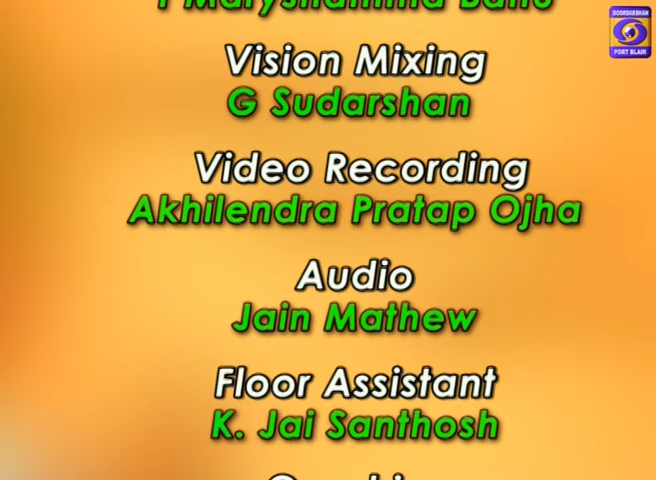 Vision Mixing
G Sudarshan
Video Recording
Akhilendra Pratap Ojha
Audio
Jain Mathew
Floor Assistant
K. Jai Santhosh
DOORDARSHAN
PORT BLAIR